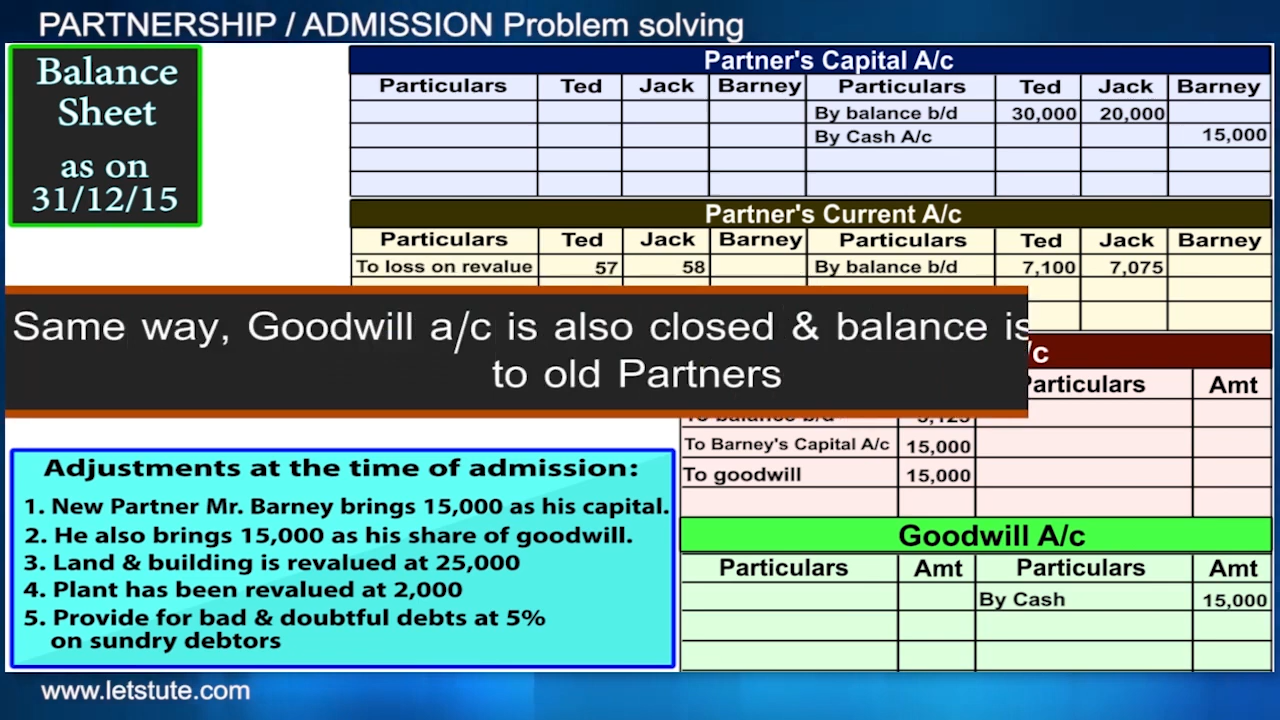 PARTNERSHIP / ADMISSION Problem solving
Balance
Sheet
as on
31/12/15
Partner's Capital A/c
Particulars Ted Jack Barney Particulars Ted Jack Barney
By balance b/d 30,000 20,000
By Cash A/c 15,000
Partner's Current A/c
Particulars Ted Jack Barney Particulars Ted Jack Barney
To loss on revalue 57 58 By balance b/d 7,100 7,075
Same way, Goodwill a/c is also closed & balance is
to old Partners
/c
Particulars Amt
To balance b/d
To Barney's Capital A/c 15,000
To goodwill 15,000
Adjustments at the time of admission:
1. New Partner Mr. Barney brings 15,000 as his capital.
2. He also brings 15,000 as his share of goodwill.
3. Land & building is revalued at 25,000
4. Plant has been revalued at 2,000
5. Provide for bad & doubtful debts at 5%
on sundry debtors
Goodwill A/c
Particulars Amt Particulars Amt
By Cash 15,000
www.letstute.com